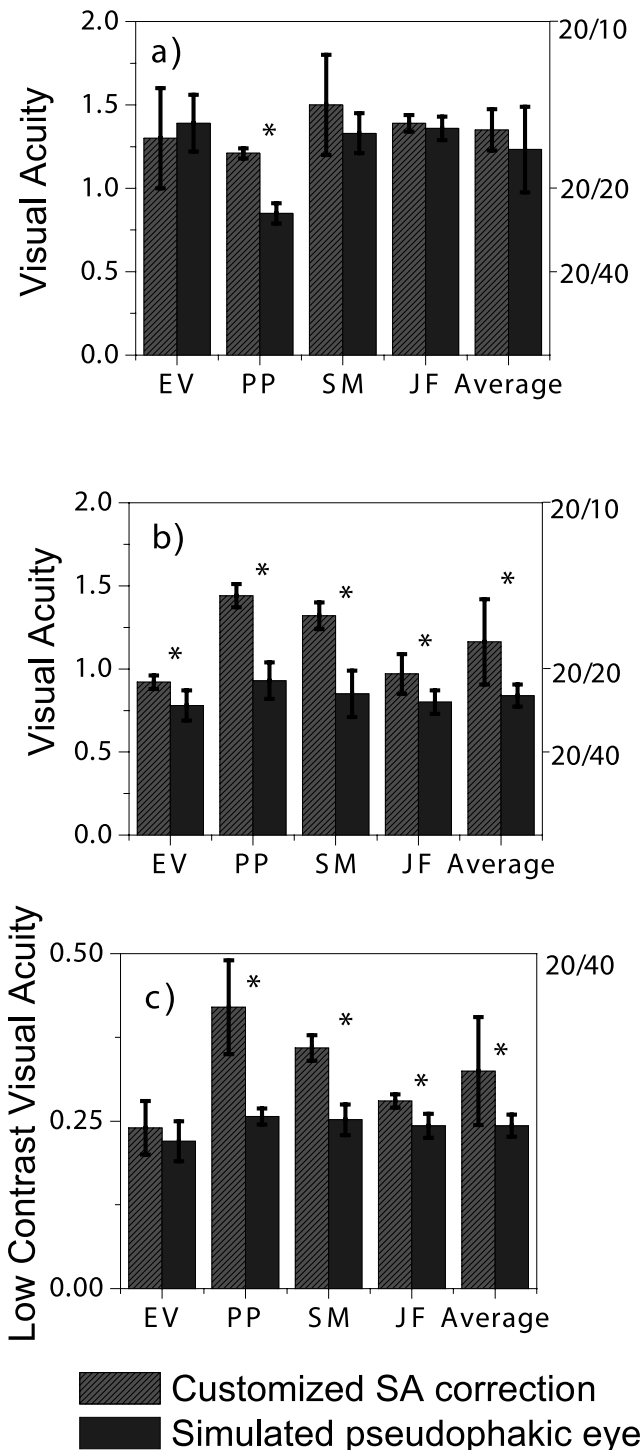 2.0
20/10
a)
*
1.5
Visual Acuity
1.0
20/20
0.5
20/40
0.0
EV PP SM JF Average
2.0
20/10
b)
* * * * *
1.5
Visual Acuity
1.0
20/20
0.5
20/40
0.0
EV PP SM JF Average
0.50
20/40
c)
* * * *
Low Contrast Visual Acuity
0.25
0.00
EV PP SM JF Average
Customized SA correction
Simulated pseudophakic eye